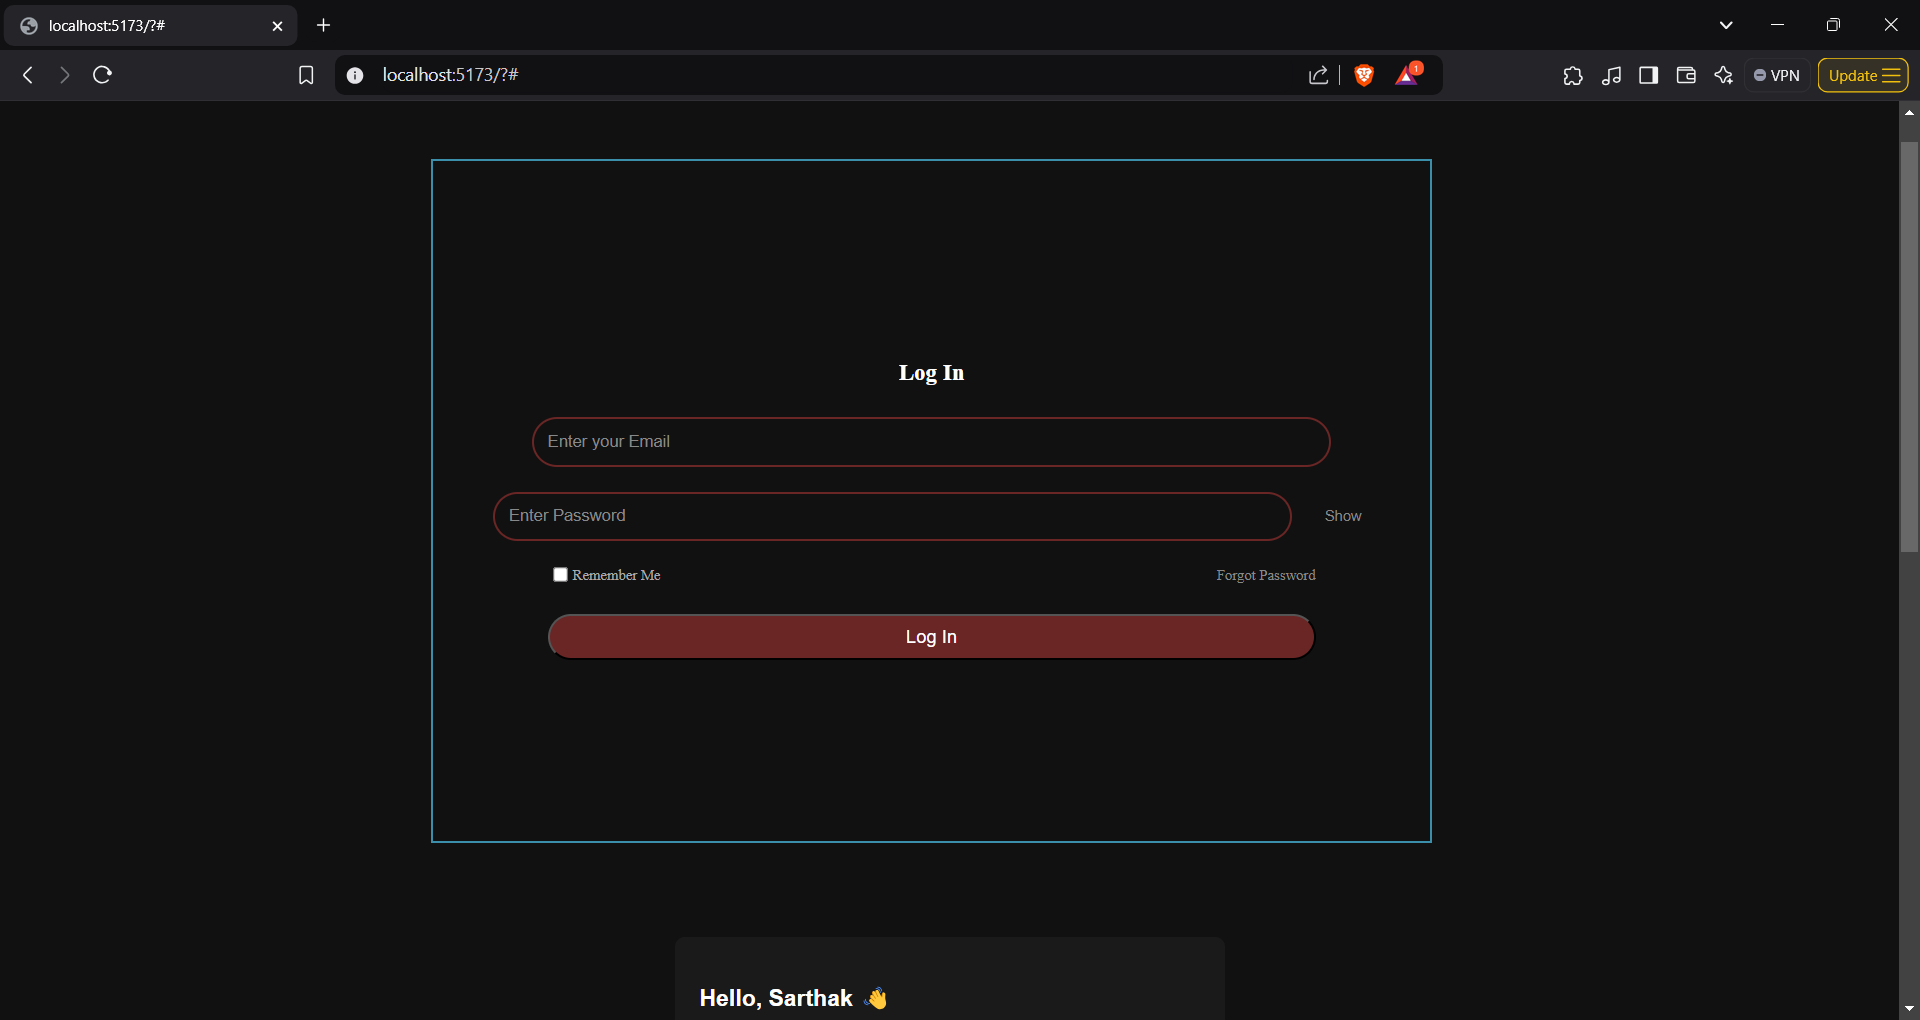 localhost:5173/?#
localhost:5173/?#
1
VPN
Update
Log In
Enter your Email
Enter Password
Show
Remember Me
Forgot Password
Log In
Hello, Sarthak 👋